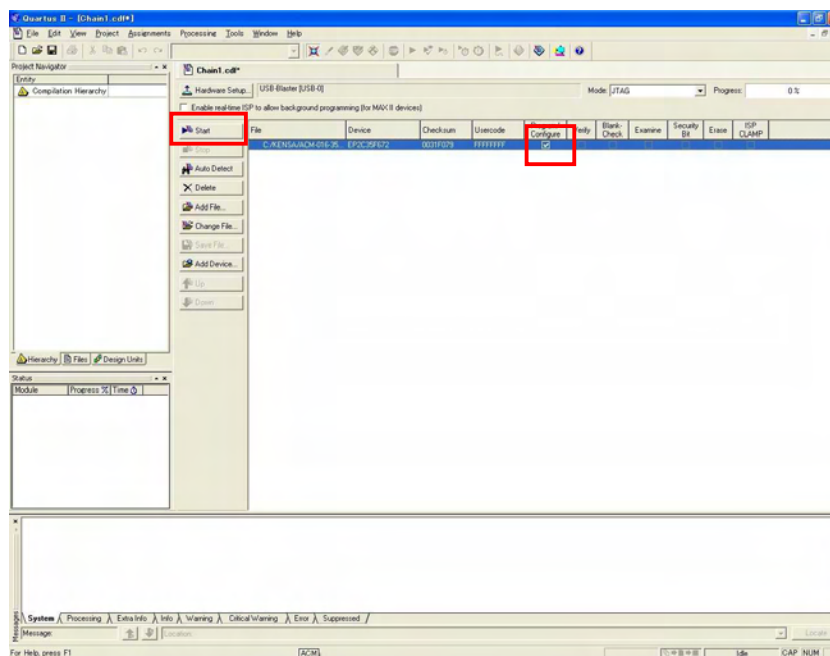 Quartus II - [Chain1.cdf*]
File Edit View Project Assignments Processing Tools Window Help
Project Navigator
Entity
Compilation Hierarchy
Hierarchy Files Design Units
Status
Module Progress % Time
Chain1.cdf*
Hardware Setup... USB-Blaster [USB-0] Mode: JTAG Progress: 0 %
Enable real-time ISP to allow background programming (for MAX II devices)
Start
Stop
Auto Detect
Delete
Add File...
Change File...
Save File...
Add Device...
Up
Down
File Device Checksum Usercode Configure Verify Blank-Check Examine Security Bit Erase ISP CLAMP
C:/KENSA/ACM-016-35... EP2C35F672 0031F079 FFFFFFFF
Messages
System Processing Extra Info Info Warning Critical Warning Error Suppressed
Message: Location: Locate
For Help, press F1 Idle CAP NUM